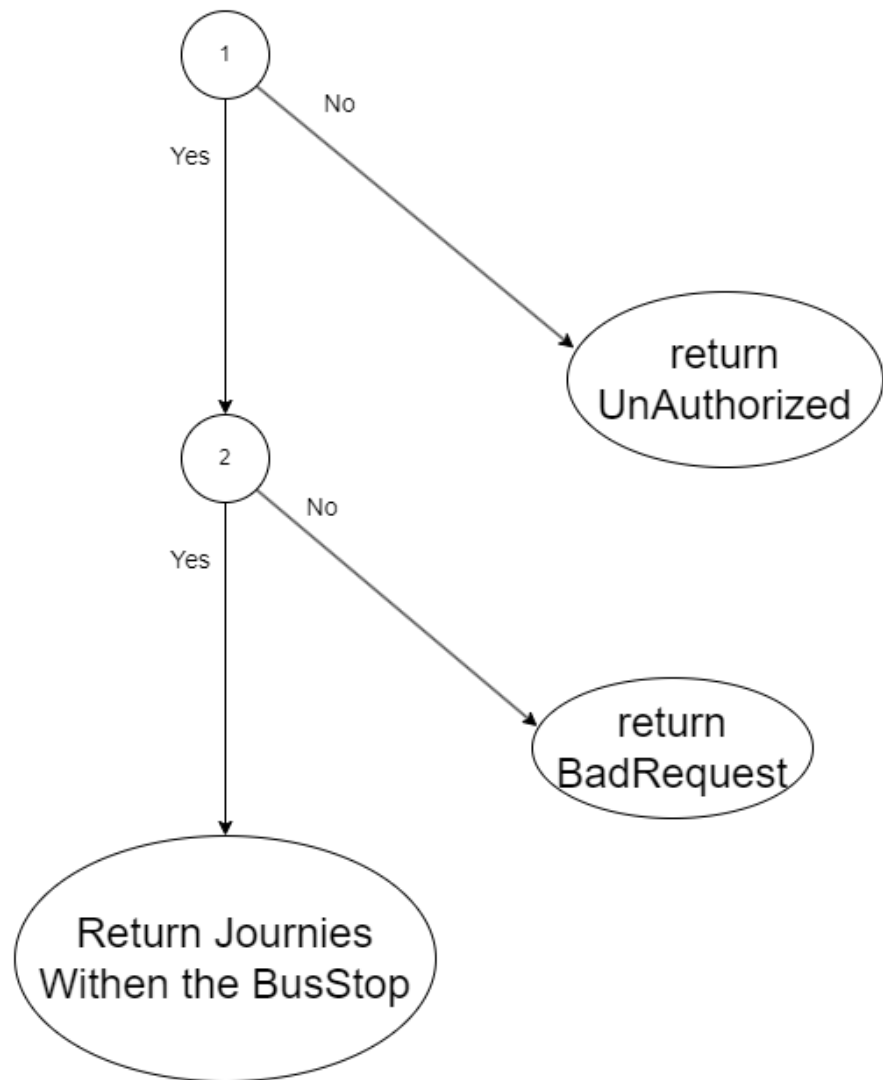 1
No
Yes
return
UnAuthorized
2
No
Yes
return
BadRequest
Return Journies
Withen the BusStop